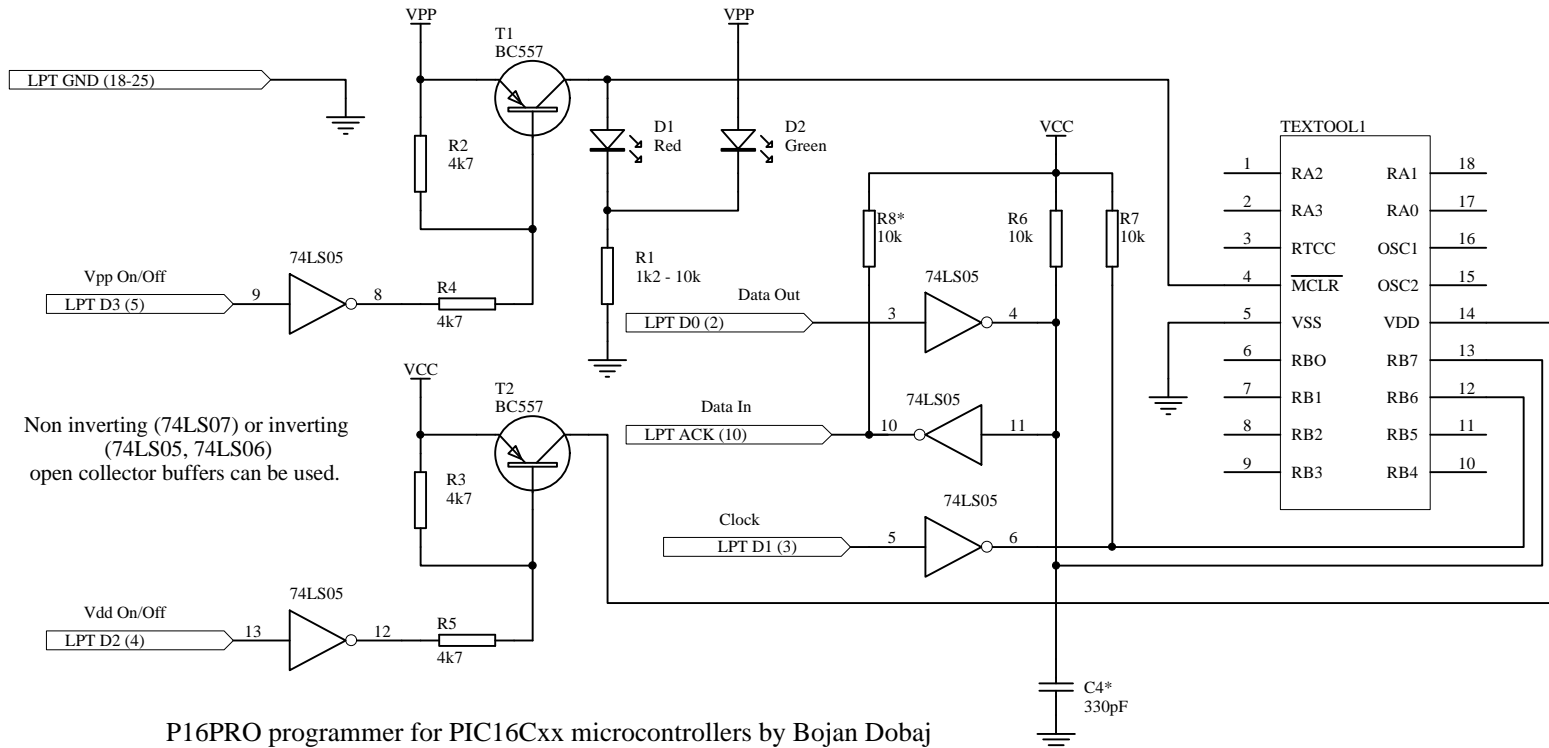 VPP
VPP
T1
BC557
LPT GND (18-25)
R2
4k7
D1
Red
D2
Green
VCC
TEXTOOL1
1 RA2 RA1 18
2 RA3 RA0 17
3 RTCC OSC1 16
4 MCLR OSC2 15
5 VSS VDD 14
6 RBO RB7 13
7 RB1 RB6 12
8 RB2 RB5 11
9 RB3 RB4 10
R8*
10k
R6
10k
R7
10k
R1
1k2 - 10k
Vpp On/Off
LPT D3 (5)
9
74LS05
8
R4
4k7
Data Out
LPT D0 (2)
3
74LS05
4
VCC
T2
BC557
Data In
LPT ACK (10)
10
74LS05
11
Non inverting (74LS07) or inverting
(74LS05, 74LS06)
open collector buffers can be used.
R3
4k7
Clock
LPT D1 (3)
5
74LS05
6
Vdd On/Off
LPT D2 (4)
13
74LS05
12
R5
4k7
C4*
330pF
P16PRO programmer for PIC16Cxx microcontrollers by Bojan Dobaj